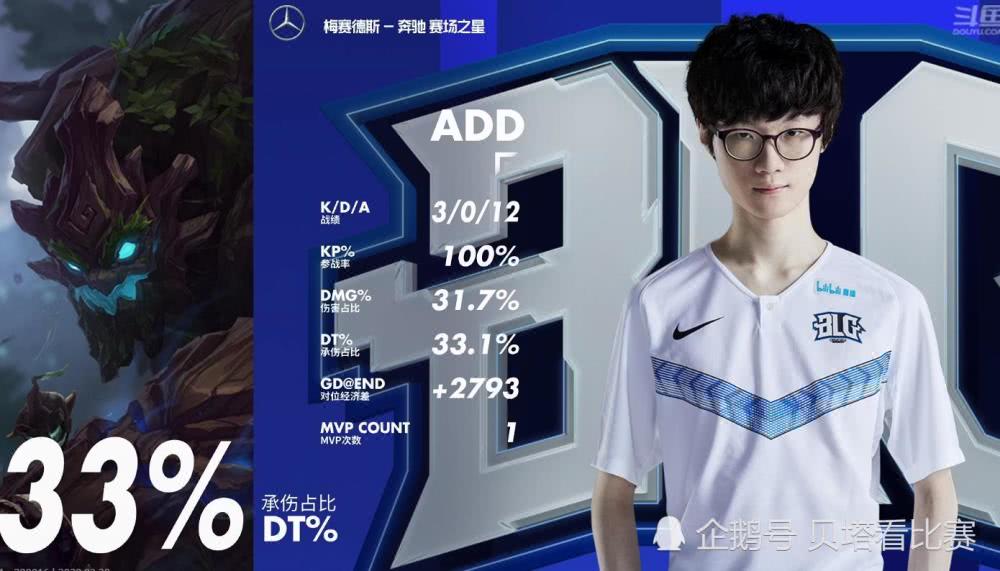 梅赛德斯 – 奔驰 赛场之星
斗鱼
DOUYU.COM
ADD
K/D/A 3/0/12
战绩
KP% 100%
参战率
DMG% 31.7%
伤害占比
DT% 33.1%
承伤占比
GD@END +2793
对位经济差
MVP COUNT 1
MVP次数
bilibili
BLG
33%
承伤占比
DT%
企鹅号 贝塔看比赛